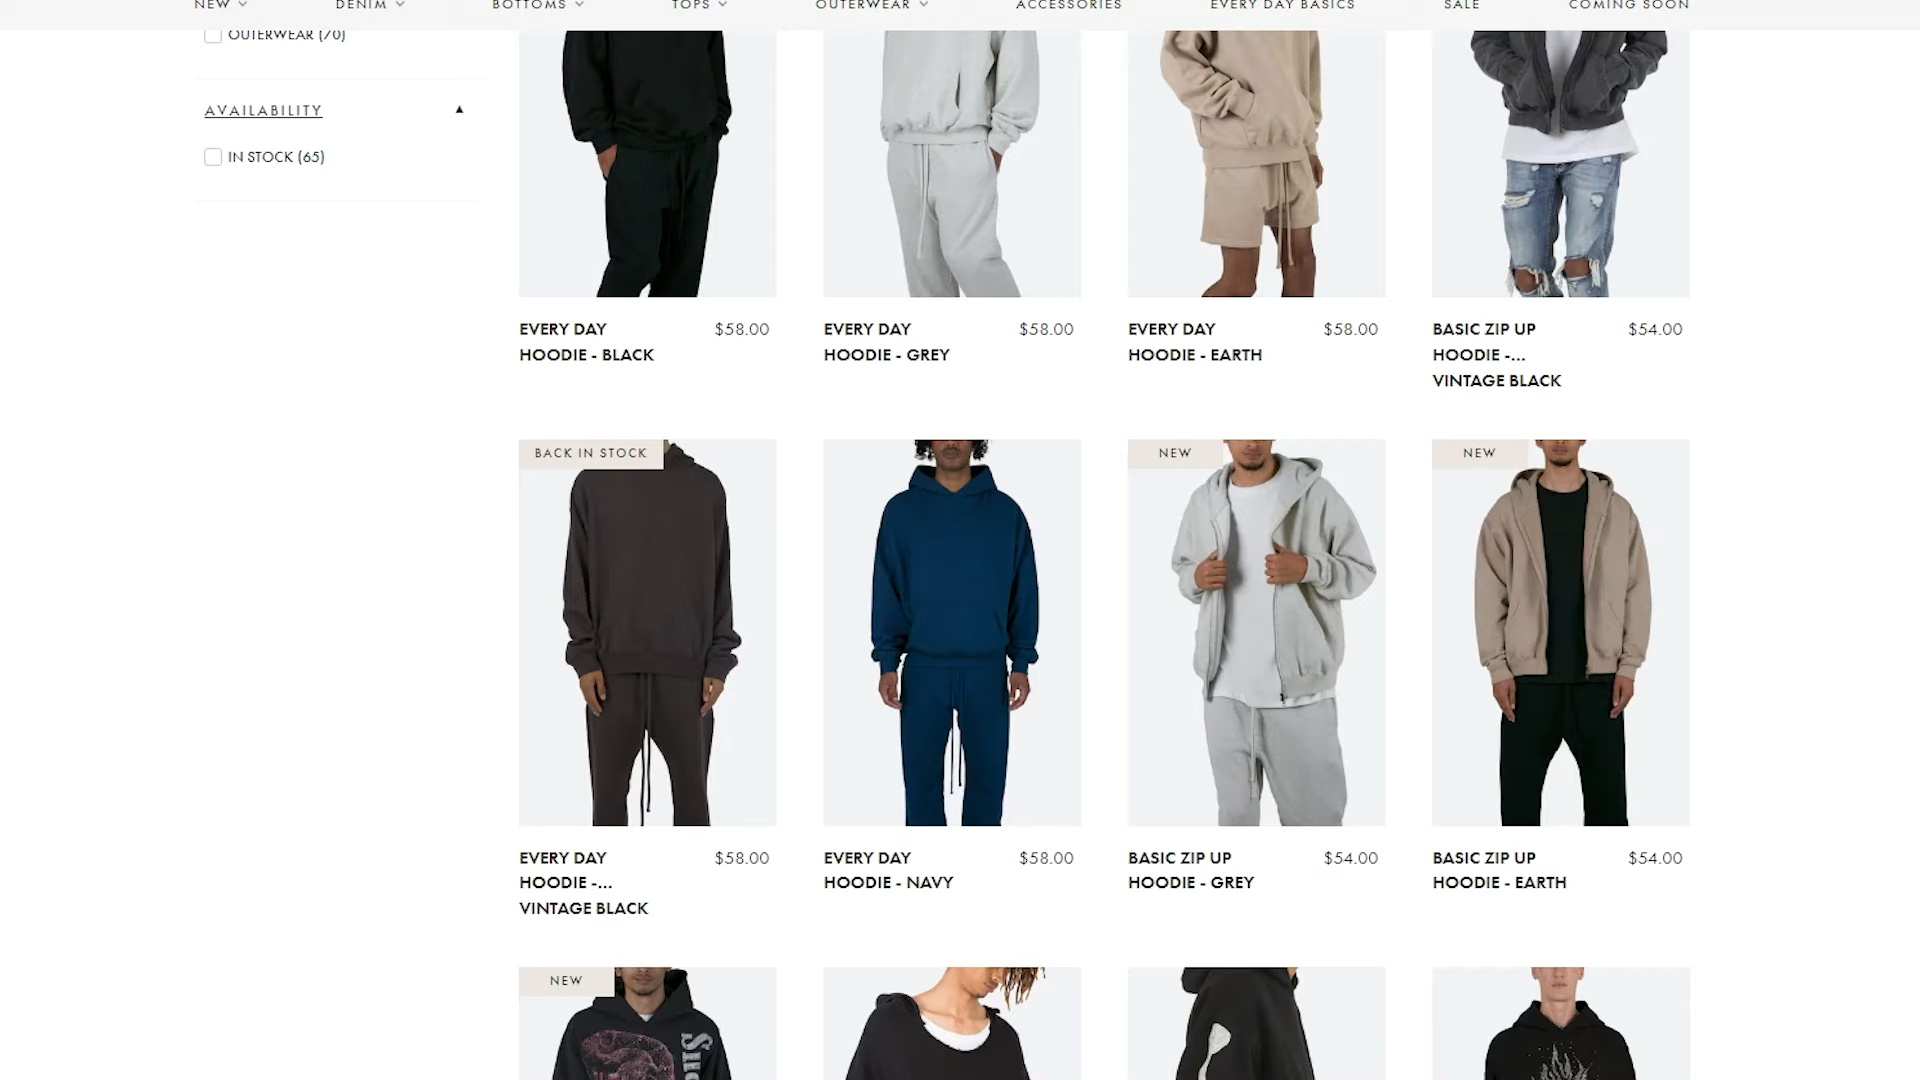 NEW
DENIM
BOTTOMS
TOPS
OUTERWEAR
ACCESSORIES
EVERY DAY BASICS
SALE
COMING SOON
OUTERWEAR (70)
AVAILABILITY
IN STOCK (65)
EVERY DAY $58.00
HOODIE - BLACK
EVERY DAY $58.00
HOODIE - GREY
EVERY DAY $58.00
HOODIE - EARTH
BASIC ZIP UP $54.00
HOODIE -...
VINTAGE BLACK
BACK IN STOCK
NEW
NEW
EVERY DAY $58.00
HOODIE -...
VINTAGE BLACK
EVERY DAY $58.00
HOODIE - NAVY
BASIC ZIP UP $54.00
HOODIE - GREY
BASIC ZIP UP $54.00
HOODIE - EARTH
NEW